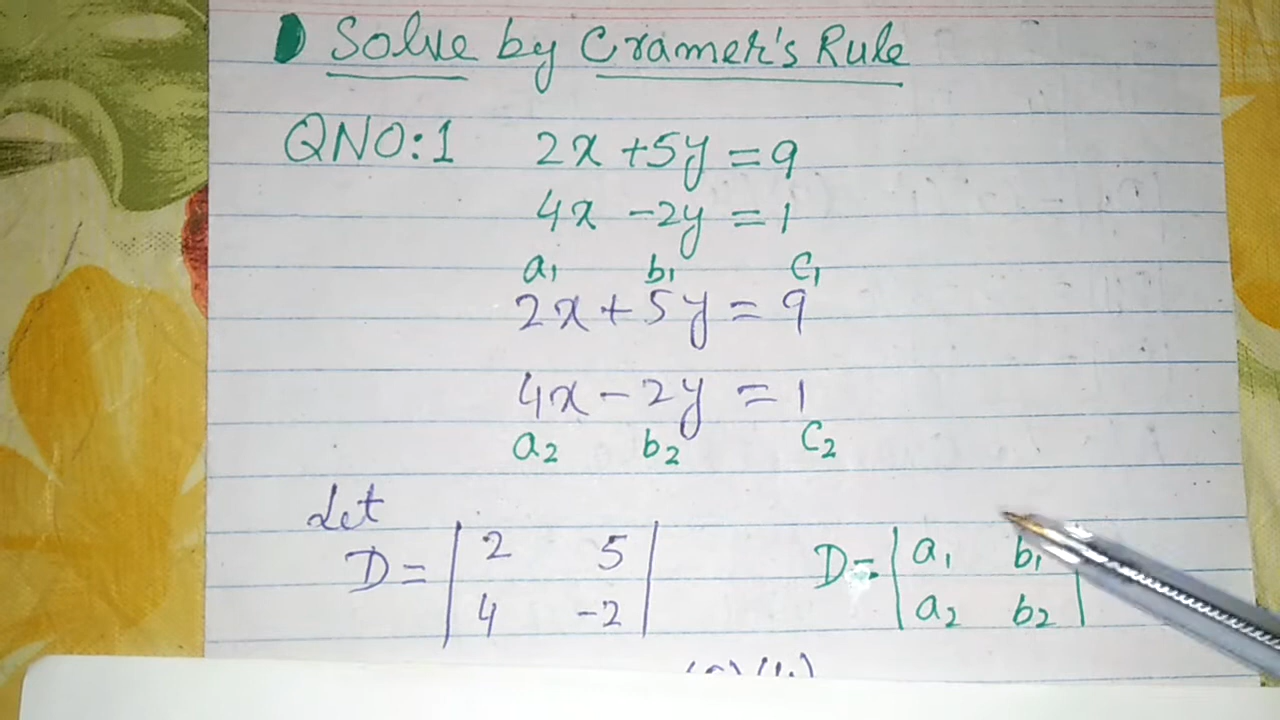 Solve by Cramer's Rule
QNO:1 2x +5y = 9
4x -2y = 1
a1 b1 c1
2x + 5y = 9
4x - 2y = 1
a2 b2 c2
Let
D = | 2 5 | D = | a1 b1 |
| 4 -2 | | a2 b2 |